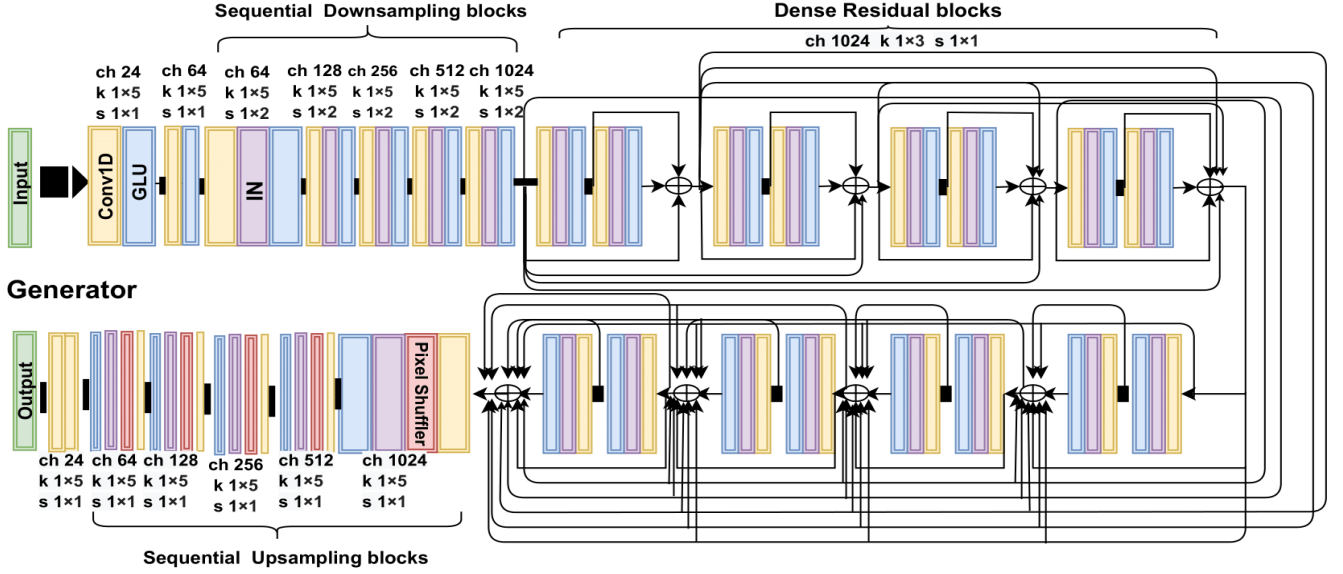 Sequential Downsampling blocks
Dense Residual blocks
ch 1024 k 1×3 s 1×1
ch 24
k 1×5
s 1×1
ch 64
k 1×5
s 1×1
ch 64
k 1×5
s 1×2
ch 128
k 1×5
s 1×2
ch 256
k 1×5
s 1×2
ch 512
k 1×5
s 1×2
ch 1024
k 1×5
s 1×2
Input
Conv1D
GLU
IN
Generator
Output
Pixel Shuffler
ch 24
k 1×5
s 1×1
ch 64
k 1×5
s 1×1
ch 128
k 1×5
s 1×1
ch 256
k 1×5
s 1×1
ch 512
k 1×5
s 1×1
ch 1024
k 1×5
s 1×1
Sequential Upsampling blocks